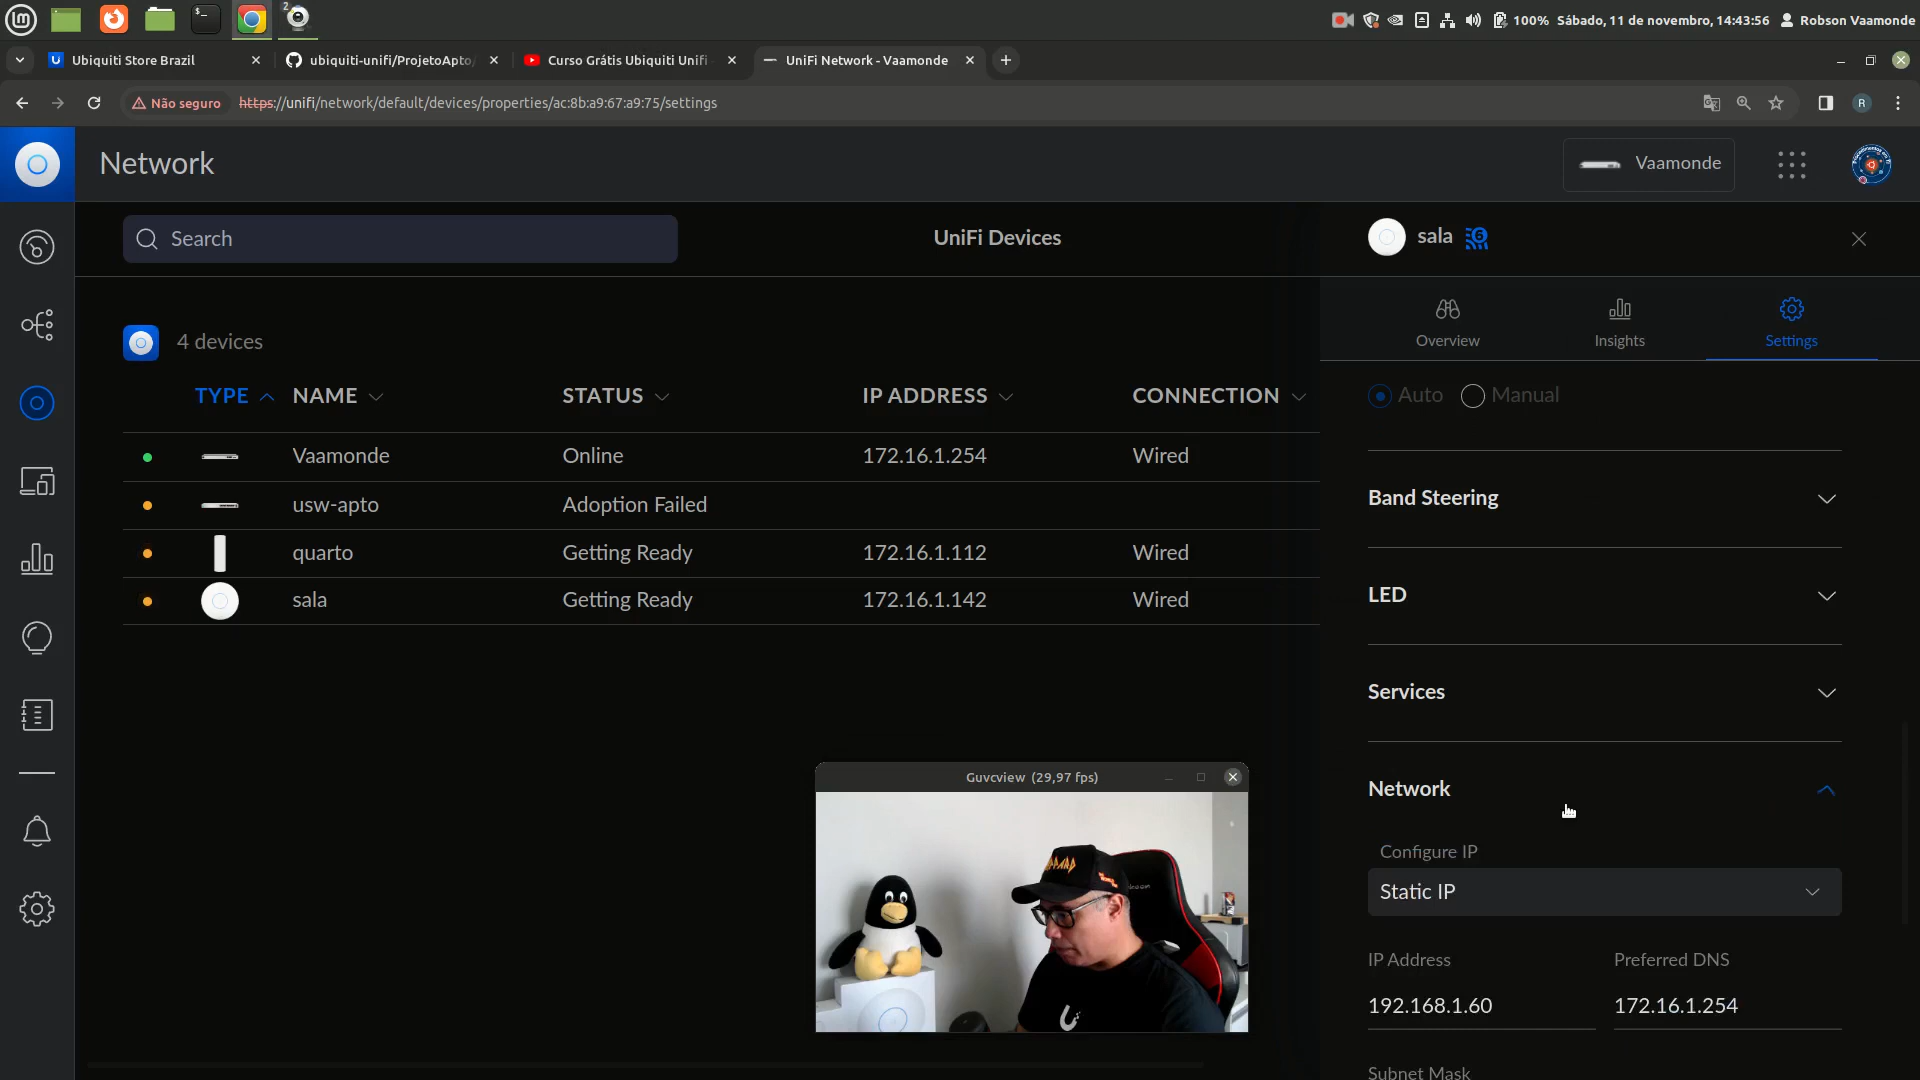 2
100% Sábado, 11 de novembro, 14:43:56 Robson Vaamonde
Ubiquiti Store Brazil
ubiquiti-unifi/ProjetoApto
Curso Grátis Ubiquiti Unifi
UniFi Network - Vaamonde
Não seguro https://unifi/network/default/devices/properties/ac:8b:a9:67:a9:75/settings
R
Network
Vaamonde
Search
UniFi Devices
sala
Overview
Insights
Settings
4 devices
TYPE NAME STATUS IP ADDRESS CONNECTION
Vaamonde Online 172.16.1.254 Wired
usw-apto Adoption Failed
quarto Getting Ready 172.16.1.112 Wired
sala Getting Ready 172.16.1.142 Wired
Auto Manual
Band Steering
LED
Services
Network
Configure IP
Static IP
IP Address Preferred DNS
192.168.1.60 172.16.1.254
Subnet Mask
Guvcview (29,97 fps)